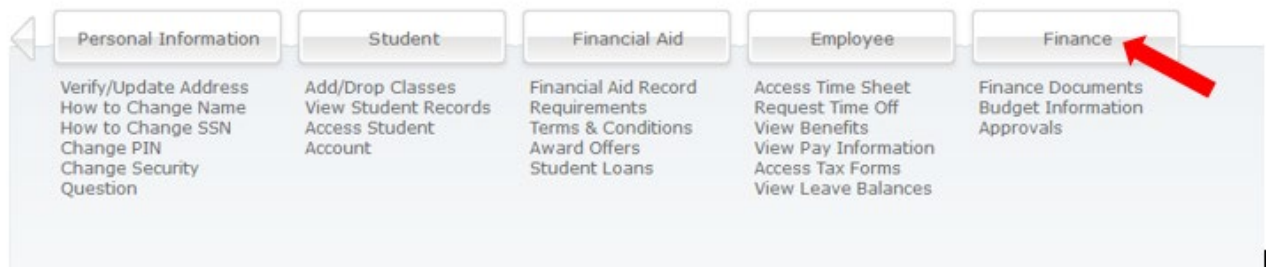 Personal Information
Student
Financial Aid
Employee
Finance
Verify/Update Address
How to Change Name
How to Change SSN
Change PIN
Change Security
Question
Add/Drop Classes
View Student Records
Access Student
Account
Financial Aid Record
Requirements
Terms & Conditions
Award Offers
Student Loans
Access Time Sheet
Request Time Off
View Benefits
View Pay Information
Access Tax Forms
View Leave Balances
Finance Documents
Budget Information
Approvals